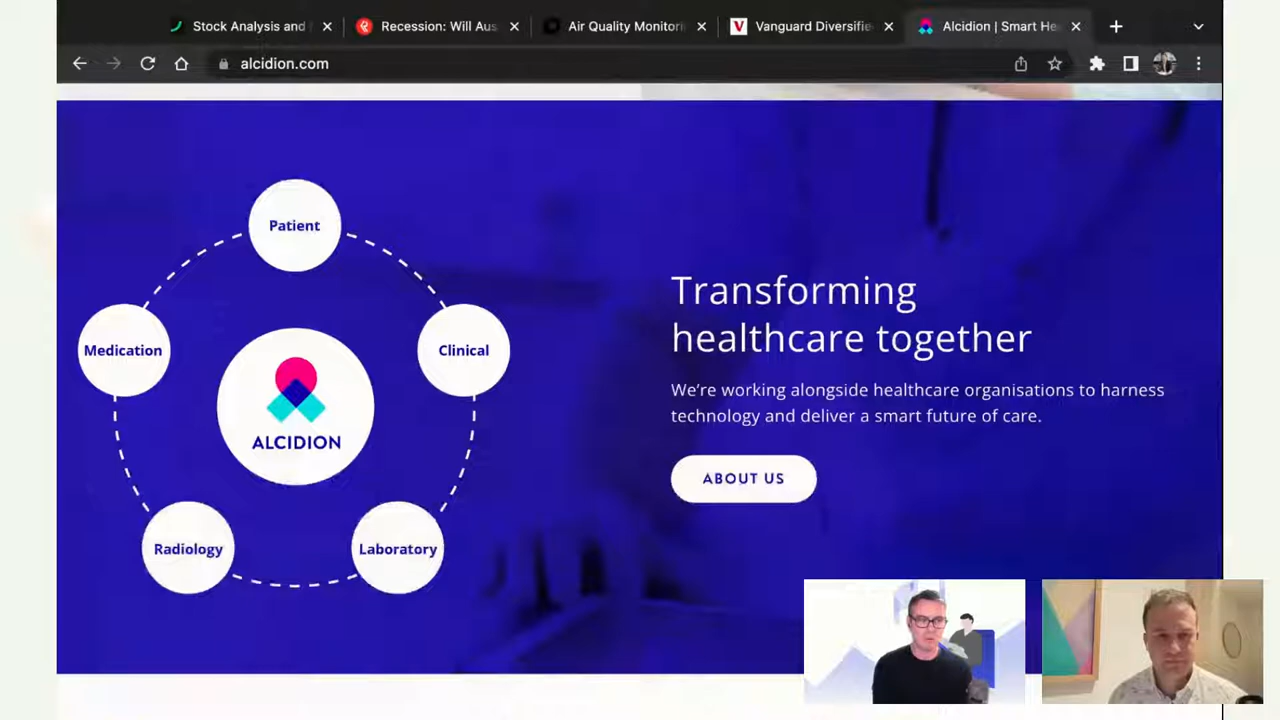 Stock Analysis and
Recession: Will Aus
Air Quality Monitorin
Vanguard Diversifie
Alcidion | Smart He
alcidion.com
Patient
Medication
Clinical
ALCIDION
Radiology
Laboratory
Transforming
healthcare together
We're working alongside healthcare organisations to harness
technology and deliver a smart future of care.
ABOUT US